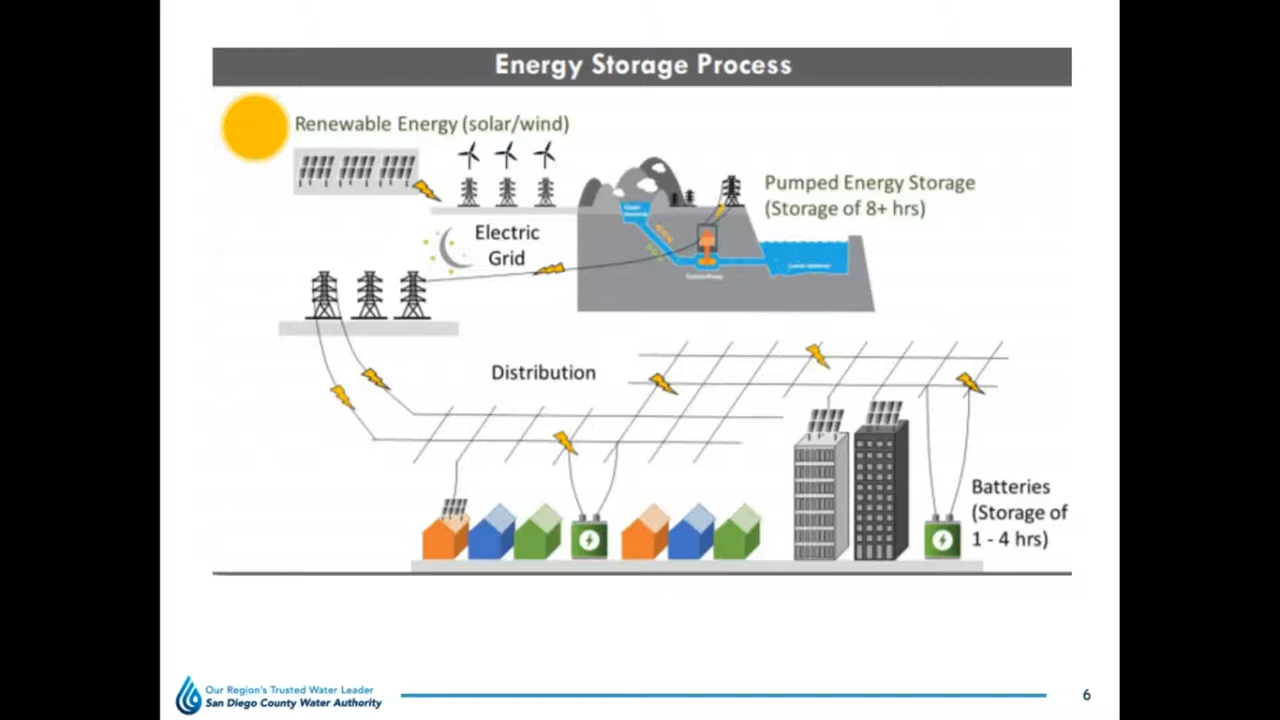 Energy Storage Process
Renewable Energy (solar/wind)
Pumped Energy Storage
(Storage of 8+ hrs)
Electric
Grid
Distribution
Batteries
(Storage of
1 - 4 hrs)
Our Region's Trusted Water Leader
San Diego County Water Authority
6